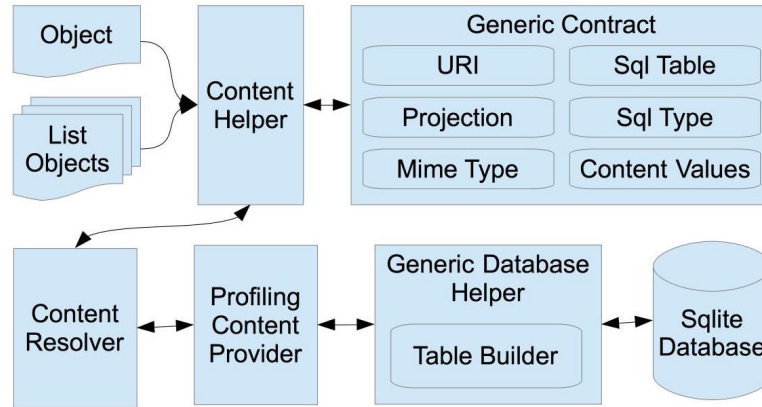 Object
List
Objects
Content
Helper
Generic Contract
URI
Sql Table
Projection
Sql Type
Mime Type
Content Values
Content
Resolver
Profiling
Content
Provider
Generic Database
Helper
Table Builder
Sqlite
Database